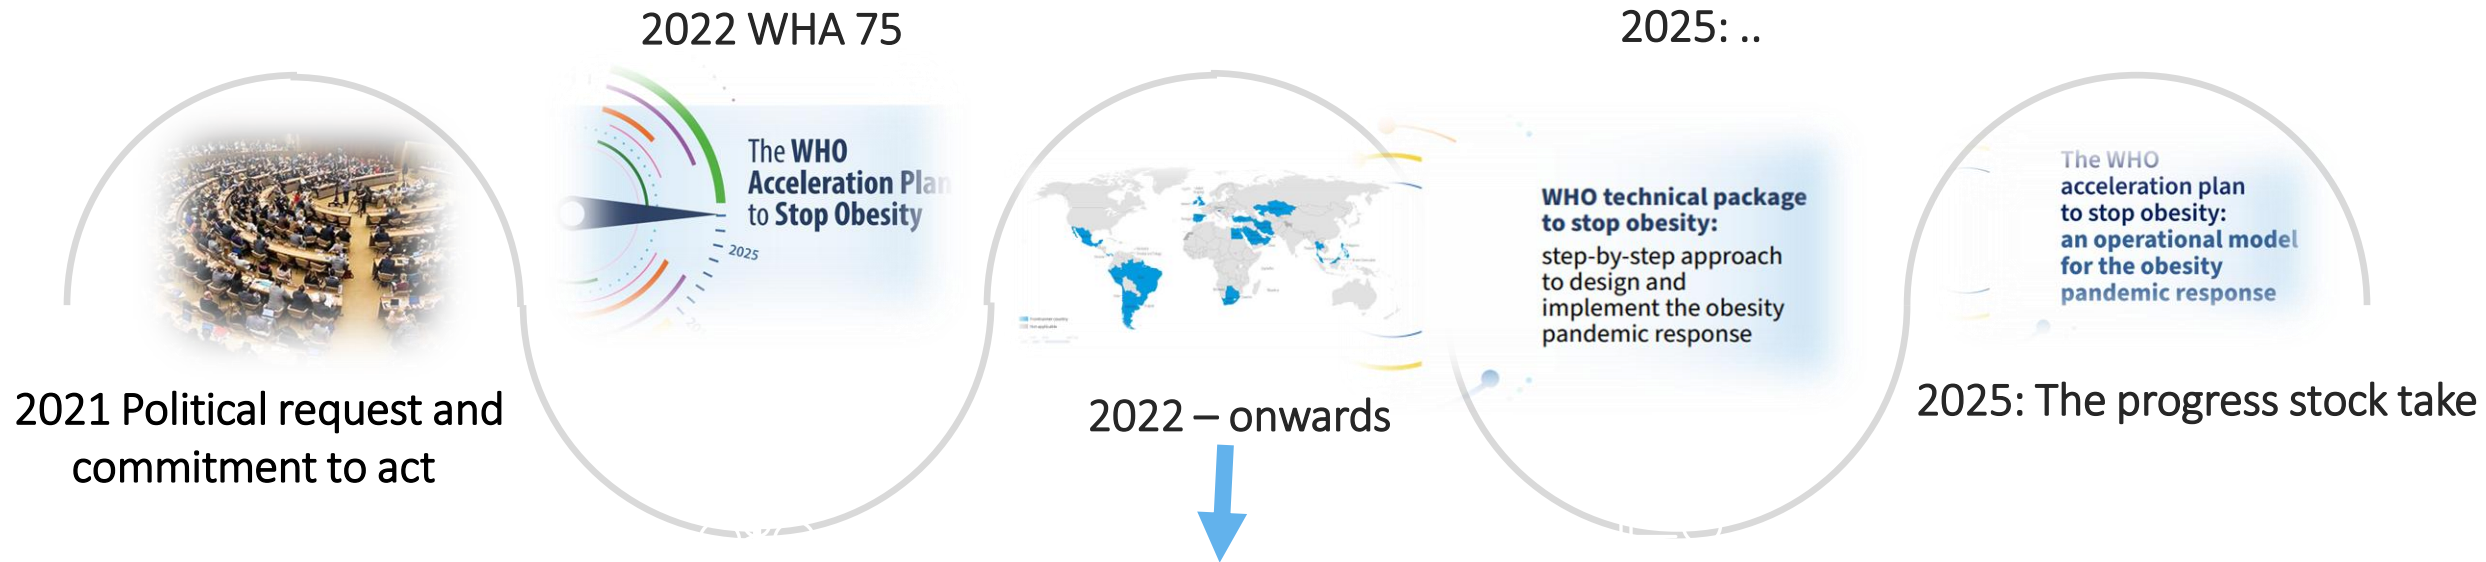 2022 WHA 75
2025: ..
The WHO
Acceleration Plan
to Stop Obesity
2025
WHO technical package
to stop obesity:
step-by-step approach
to design and
implement the obesity
pandemic response
The WHO
acceleration plan
to stop obesity:
an operational model
for the obesity
pandemic response
2021 Political request and
commitment to act
2022 – onwards
2025: The progress stock take